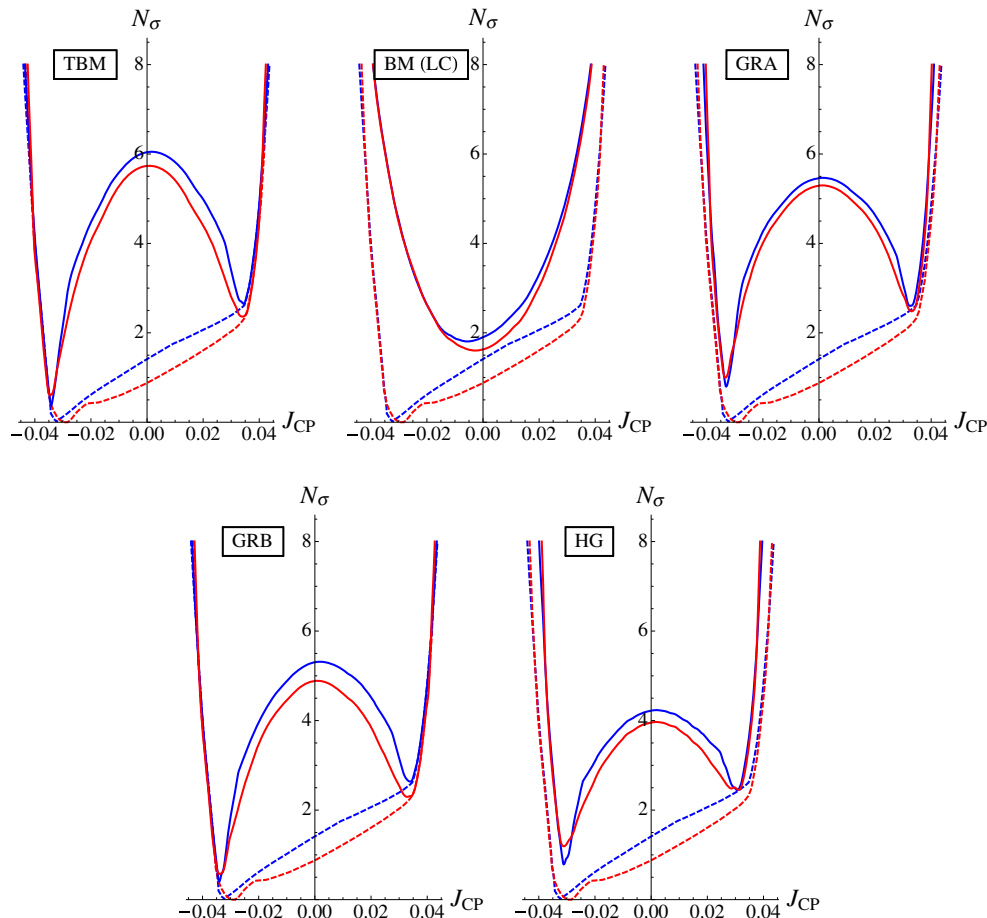 Nσ Nσ Nσ
TBM BM (LC) GRA
8 8 8
6 6 6
4 4 4
2 2 2
−0.04 −0.02 0.00 0.02 0.04 JCP −0.04 −0.02 0.00 0.02 0.04 JCP −0.04 −0.02 0.00 0.02 0.04 JCP
Nσ Nσ
GRB HG
8 8
6 6
4 4
2 2
−0.04 −0.02 0.00 0.02 0.04 JCP −0.04 −0.02 0.00 0.02 0.04 JCP